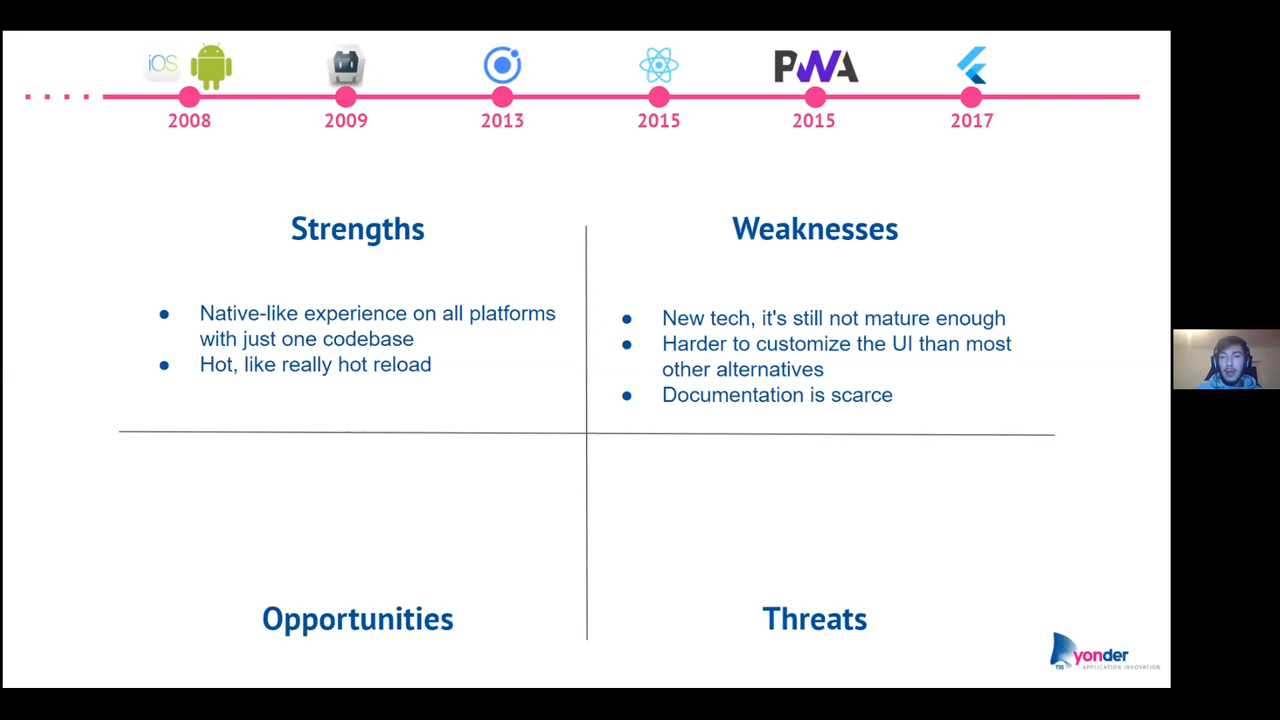 iOS
PWA
2008
2009
2013
2015
2015
2017
Strengths
Weaknesses
● Native-like experience on all platforms
with just one codebase
● Hot, like really hot reload
● New tech, it's still not mature enough
● Harder to customize the UI than most
other alternatives
● Documentation is scarce
Opportunities
Threats
TSS
yonder
APPLICATION INNOVATION